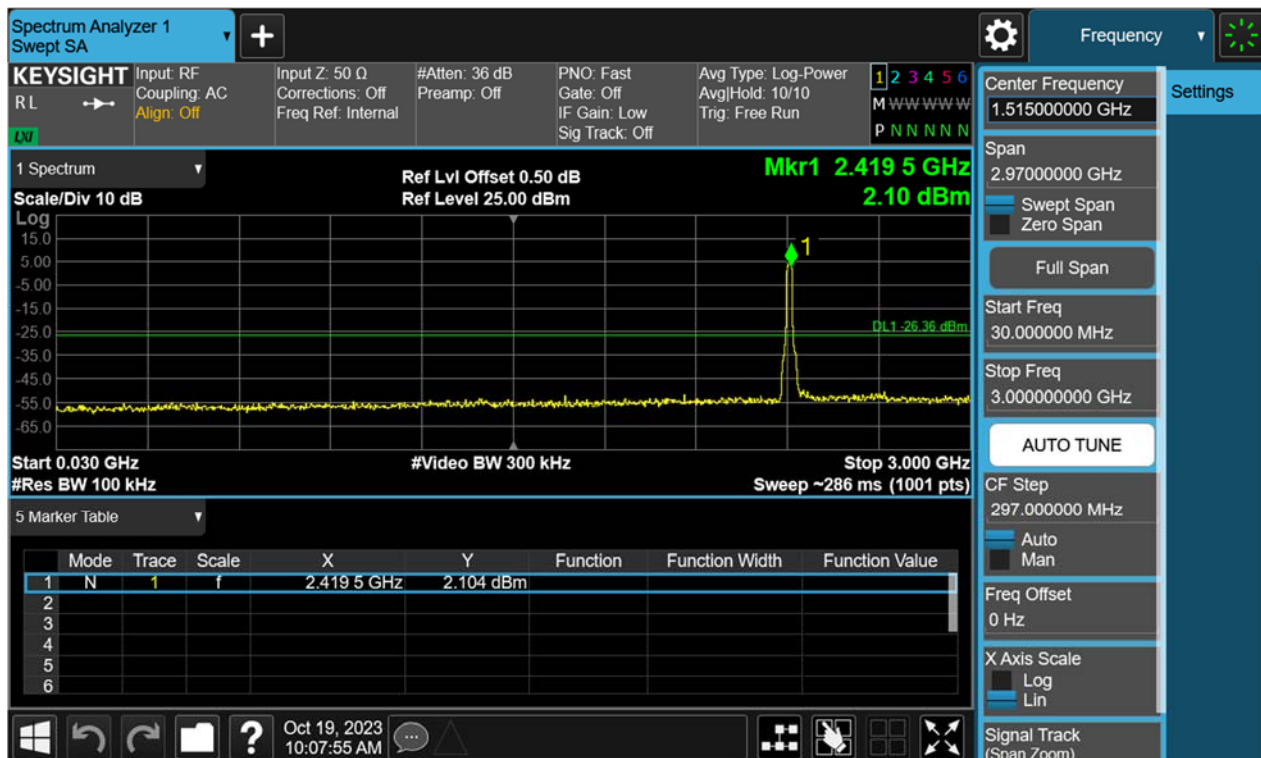 Spectrum Analyzer 1
Swept SA
Frequency
KEYSIGHT
R L
LXI
Input: RF
Coupling: AC
Align: Off
Input Z: 50 Ω
Corrections: Off
Freq Ref: Internal
#Atten: 36 dB
Preamp: Off
PNO: Fast
Gate: Off
IF Gain: Low
Sig Track: Off
Avg Type: Log-Power
Avg|Hold: 10/10
Trig: Free Run
1 2 3 4 5 6
M W W W W W
P N N N N N
1 Spectrum
Scale/Div 10 dB
Ref Lvl Offset 0.50 dB
Ref Level 25.00 dBm
Mkr1 2.419 5 GHz
2.10 dBm
Log
15.0
5.00
-5.00
-15.0
-25.0
-35.0
-45.0
-55.0
-65.0
1
DL1 -26.36 dBm
Start 0.030 GHz
#Res BW 100 kHz
#Video BW 300 kHz
Stop 3.000 GHz
Sweep ~286 ms (1001 pts)
5 Marker Table
Mode Trace Scale X Y Function Function Width Function Value
1 N 1 f 2.419 5 GHz 2.104 dBm
2
3
4
5
6
?
Oct 19, 2023
10:07:55 AM
Center Frequency
1.515000000 GHz
Settings
Span
2.97000000 GHz
Swept Span
Zero Span
Full Span
Start Freq
30.000000 MHz
Stop Freq
3.000000000 GHz
AUTO TUNE
CF Step
297.000000 MHz
Auto
Man
Freq Offset
0 Hz
X Axis Scale
Log
Lin
Signal Track
(Span Zoom)